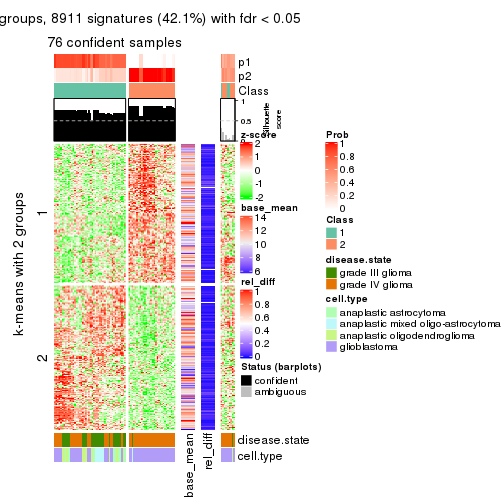 groups, 8911 signatures (42.1%) with fdr < 0.05
76 confident samples
p1
p2
Class
1
0.5
0
Silhouette
score
k-means with 2 groups
1
2
z-score
2
1
0
-1
-2
base_mean
14
12
10
8
6
rel_diff
1
0.8
0.6
0.4
0.2
0
Status (barplots)
confident
ambiguous
Prob
1
0.8
0.6
0.4
0.2
0
Class
1
2
disease.state
grade III glioma
grade IV glioma
cell.type
anaplastic astrocytoma
anaplastic mixed oligo-astrocytoma
anaplastic oligodendroglioma
glioblastoma
disease.state
cell.type
base_mean
rel_diff